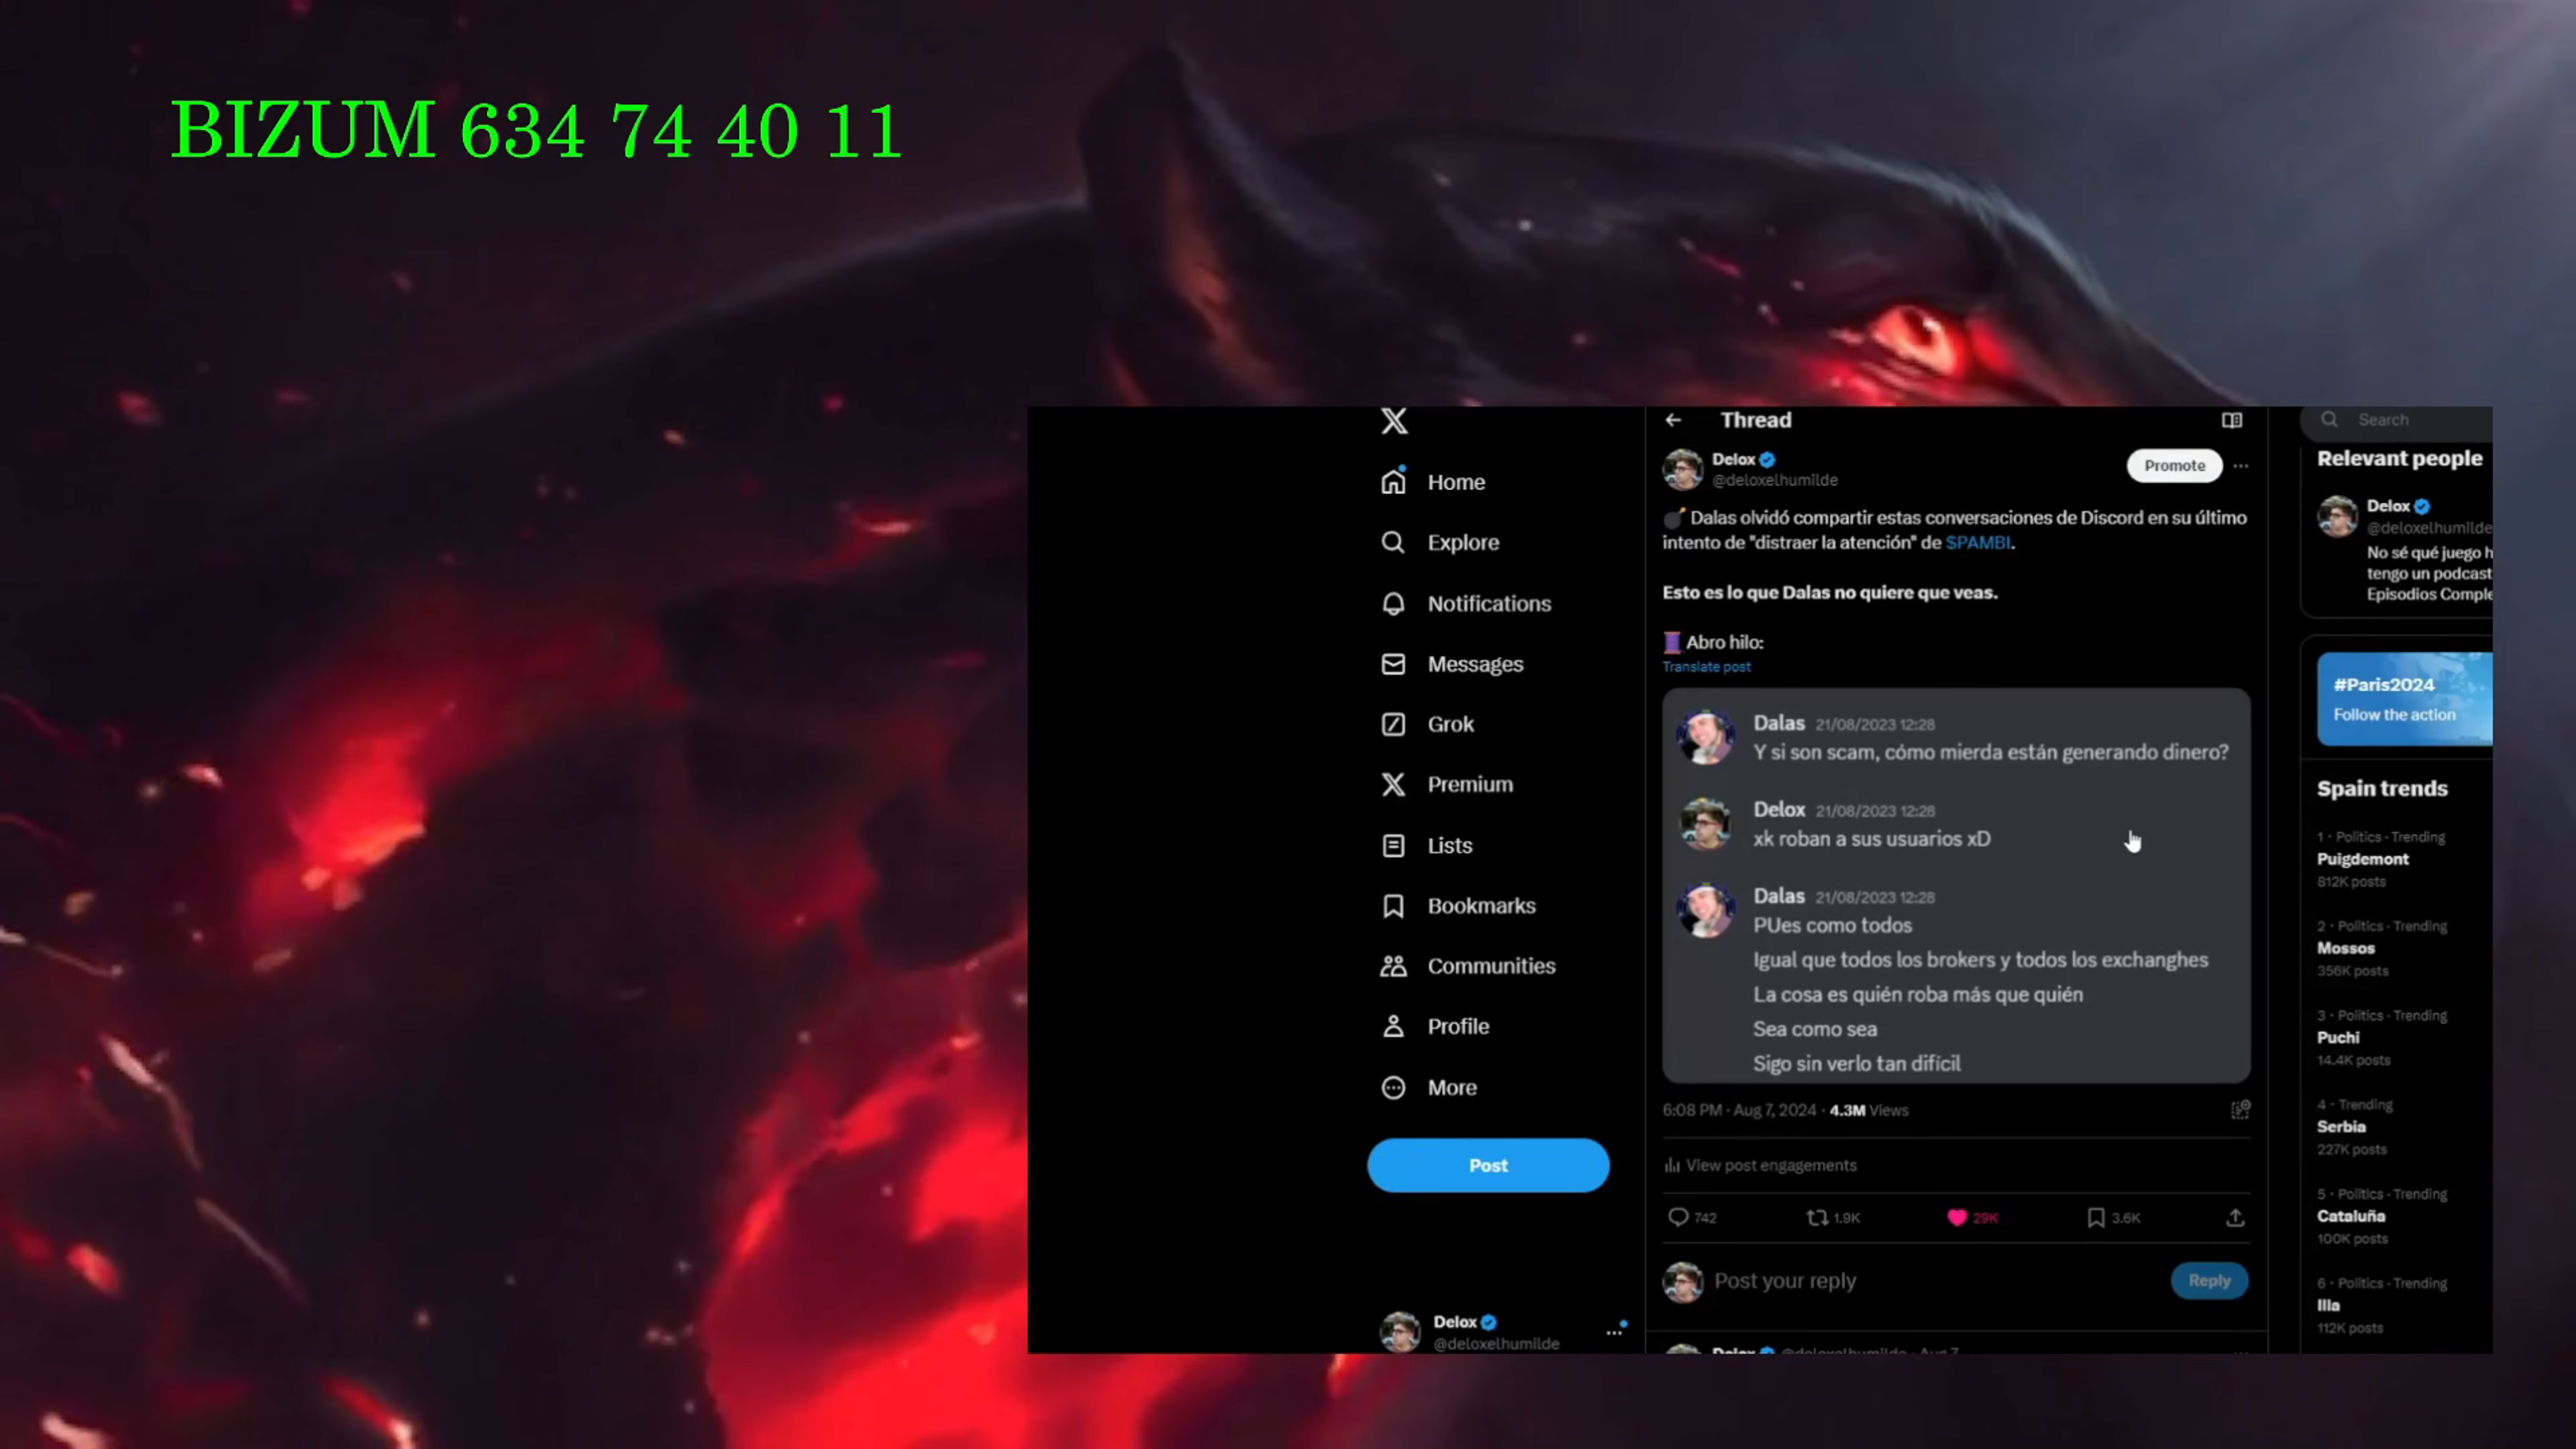 BIZUM 634 74 40 11
Home
Explore
Notifications
Messages
Grok
Premium
Lists
Bookmarks
Communities
Profile
More
Post
Delox
@deloxelhumilde
Thread
Delox
@deloxelhumilde
Promote
Dalas olvidó compartir estas conversaciones de Discord en su último
intento de "distraer la atención" de $PAMBI.
Esto es lo que Dalas no quiere que veas.
Abro hilo:
Translate post
Dalas 21/08/2023 12:28
Y si son scam, cómo mierda están generando dinero?
Delox 21/08/2023 12:28
xk roban a sus usuarios xD
Dalas 21/08/2023 12:28
PUes como todos
Igual que todos los brokers y todos los exchanghes
La cosa es quién roba más que quién
Sea como sea
Sigo sin verlo tan difícil
6:08 PM · Aug 7, 2024 · 4.3M Views
View post engagements
742 1.9K 29K 3.6K
Post your reply
Reply
Delox @deloxelhumilde · Aug 7
Search
Relevant people
Delox
@deloxelhumilde
No sé qué juego h
tengo un podcast
Episodios Comple
#Paris2024
Follow the action
Spain trends
1 · Politics · Trending
Puigdemont
812K posts
2 · Politics · Trending
Mossos
356K posts
3 · Politics · Trending
Puchi
14.4K posts
4 · Trending
Serbia
227K posts
5 · Politics · Trending
Cataluña
100K posts
6 · Politics · Trending
Illa
112K posts